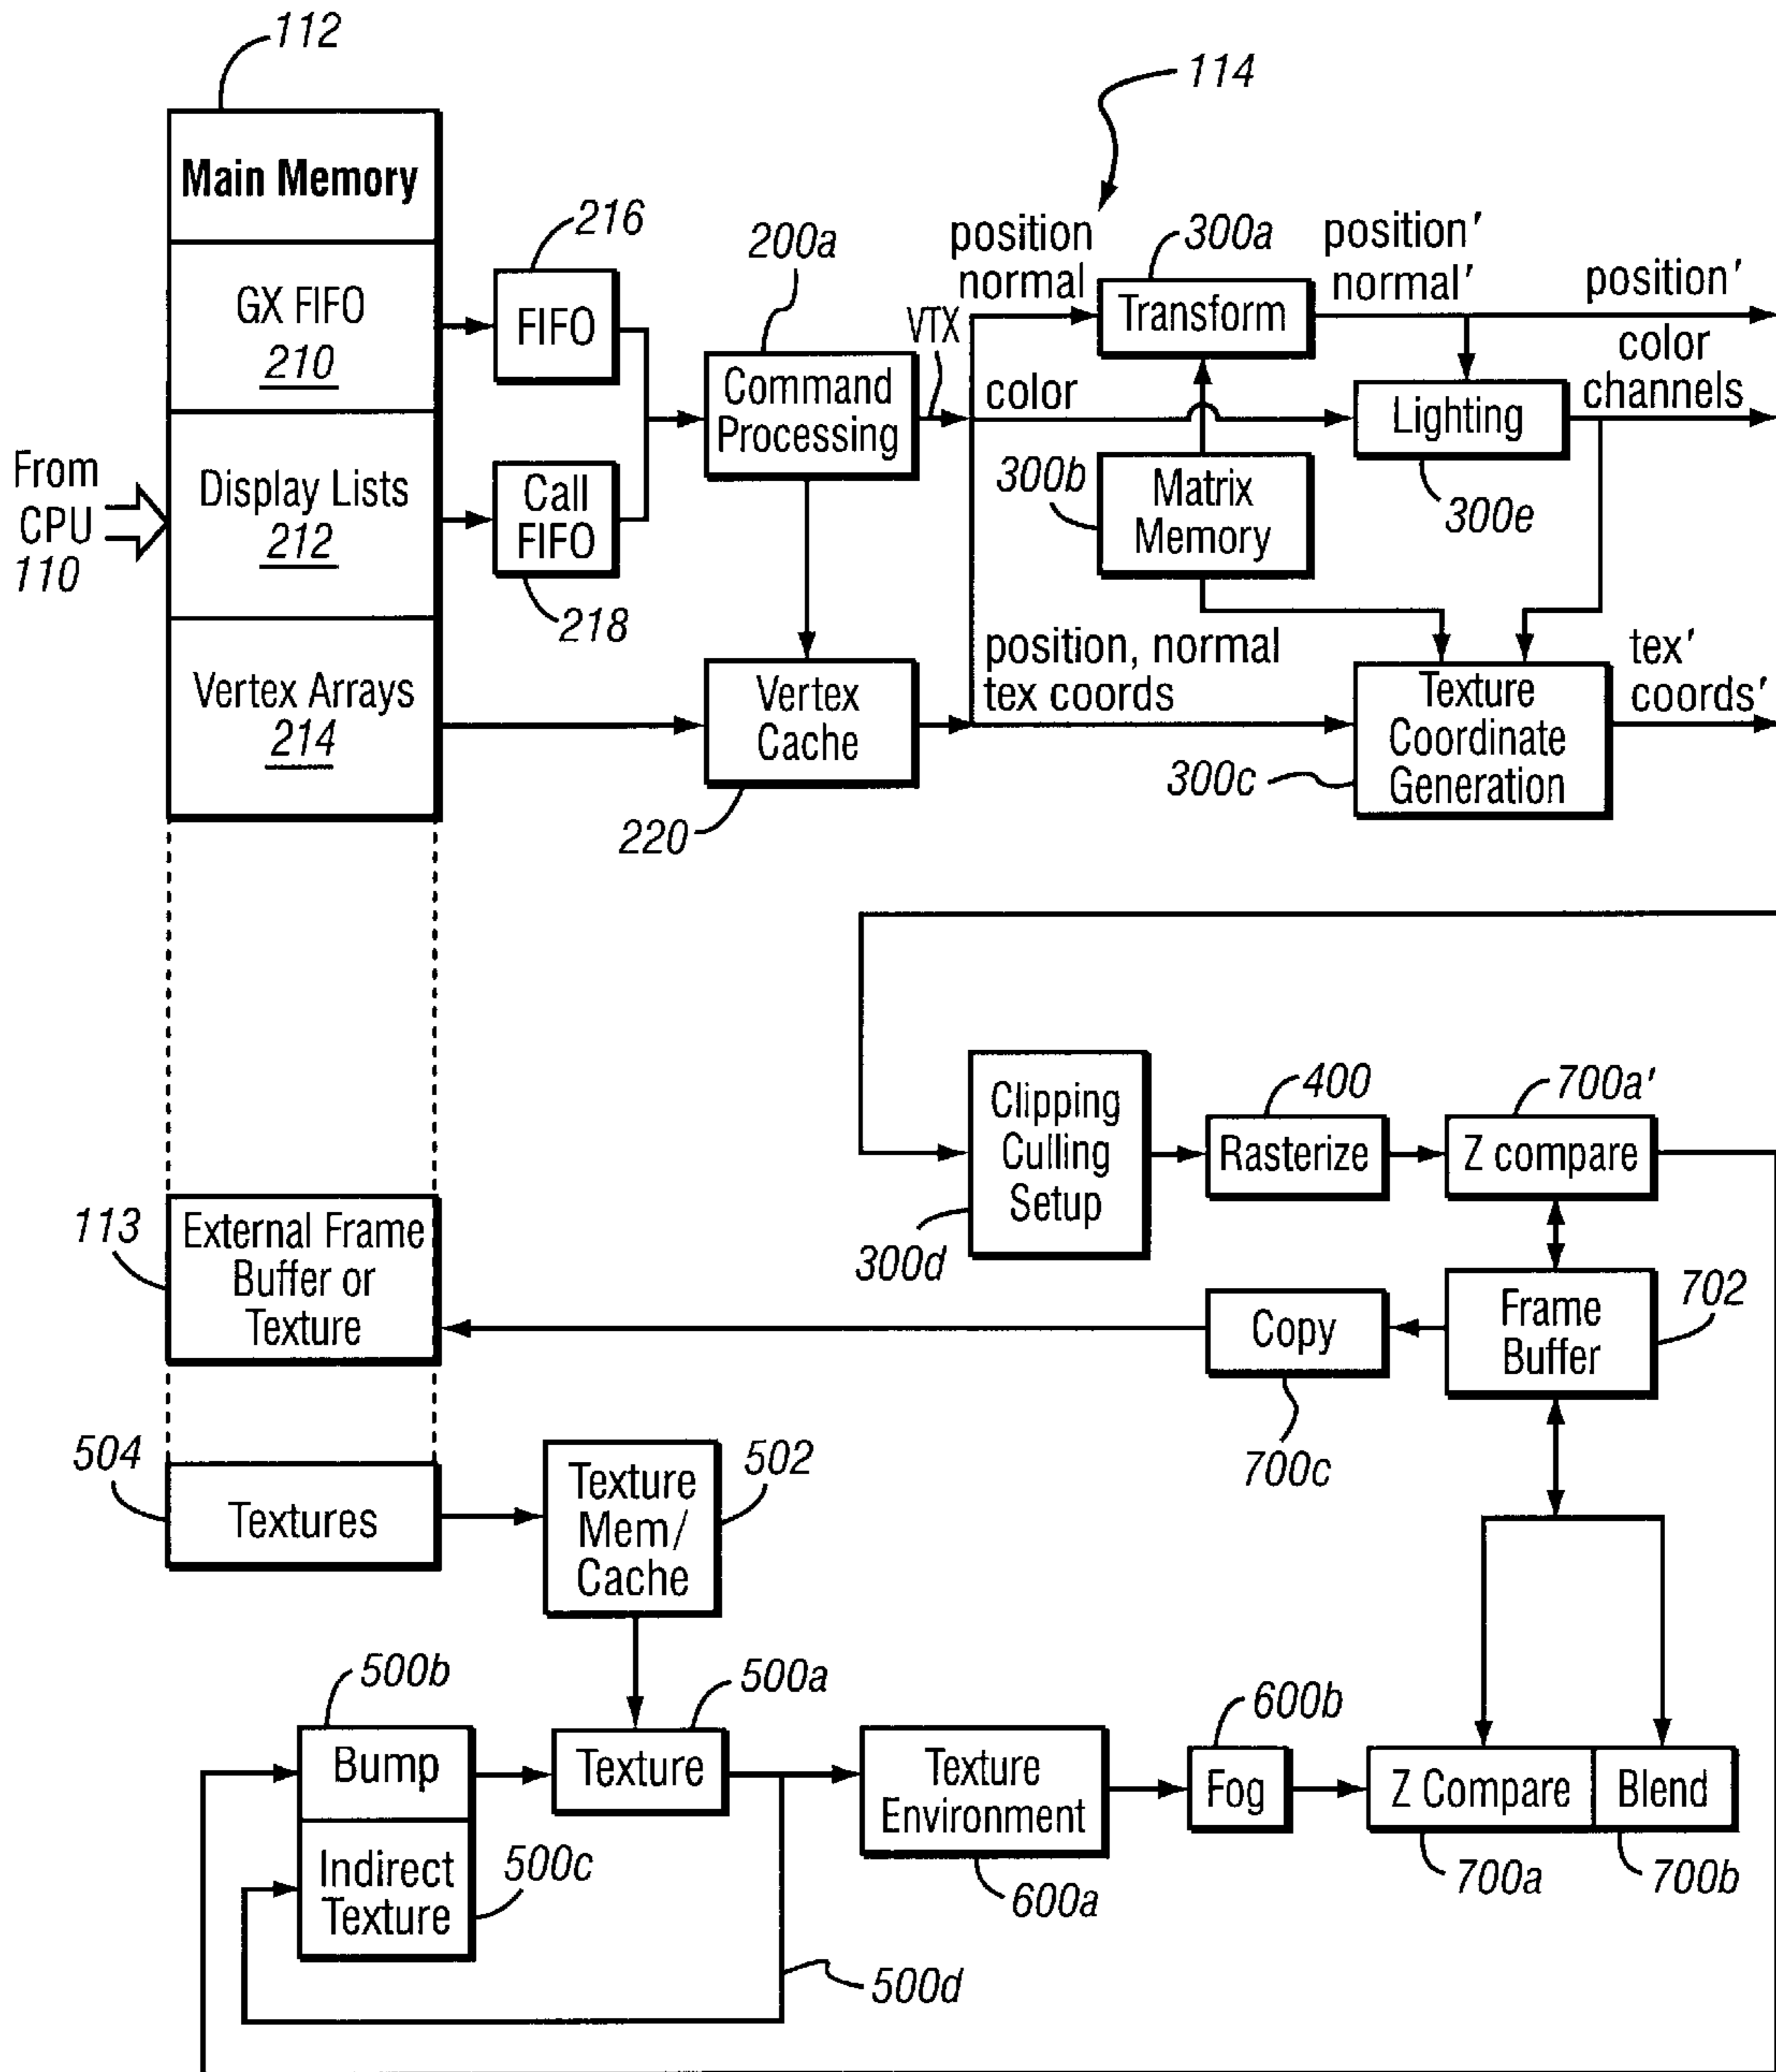 112
114
Main Memory
216
200a
position
normal
300a
position′
normal′
position′
GX FIFO
210
FIFO
VTX
Transform
color
channels
Command
Processing
color
Lighting
From
CPU
110
Display Lists
212
Call
FIFO
300b
Matrix
Memory
300e
218
Vertex Arrays
214
Vertex
Cache
position, normal
tex coords
Texture
Coordinate
Generation
tex′
coords′
300c
220
Clipping
Culling
Setup
400
700a′
Rasterize
Z compare
113
External Frame
Buffer or
Texture
300d
Copy
Frame
Buffer
702
700c
504
Textures
Texture
Mem/
Cache
502
500b
500a
600b
Bump
Texture
Texture
Environment
Fog
Z Compare
Blend
Indirect
Texture
500c
600a
700a
700b
500d